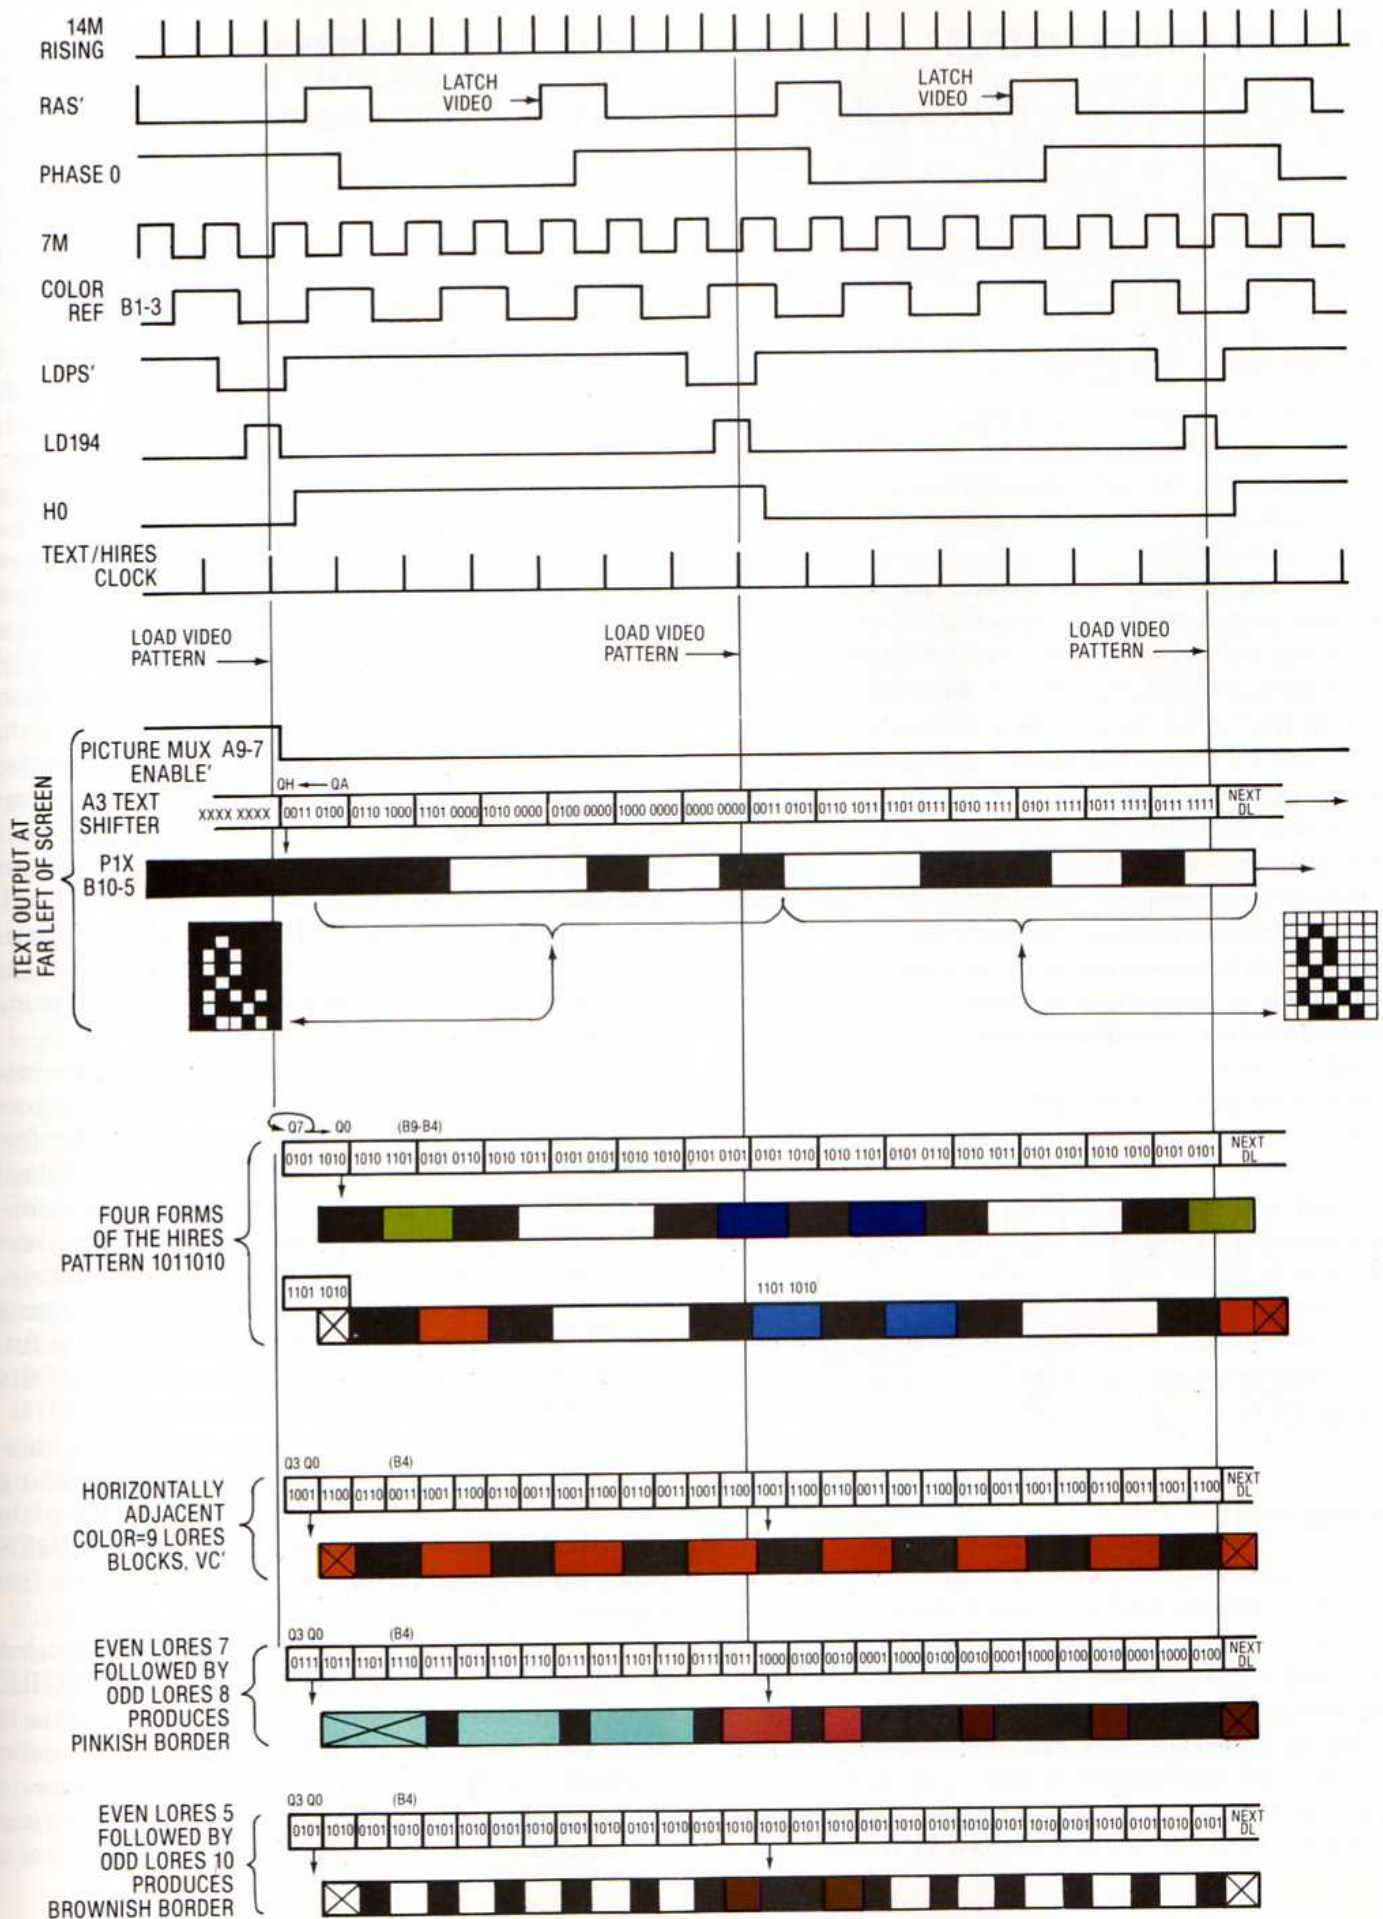 14M
RISING
RAS'
LATCH
VIDEO
LATCH
VIDEO
PHASE 0
7M
COLOR
REF B1-3
LDPS'
LD194
H0
TEXT/HIRES
CLOCK
LOAD VIDEO
PATTERN
LOAD VIDEO
PATTERN
LOAD VIDEO
PATTERN
TEXT OUTPUT AT
FAR LEFT OF SCREEN
PICTURE MUX A9-7
ENABLE'
QH QA
A3 TEXT
SHIFTER
XXXX XXXX 0011 0100 0110 1000 1101 0000 1010 0000 0100 0000 1000 0000 0000 0000 0011 0101 0110 1011 1101 0111 1010 1111 0101 1111 1011 1111 0111 1111 NEXT DL
P1X
B10-5
Q7 Q0 (B9-B4)
0101 1010 1010 1101 0101 0110 1010 1011 0101 0101 1010 1010 0101 0101 0101 1010 1010 1101 0101 0110 1010 1011 0101 0101 1010 1010 0101 0101 NEXT DL
FOUR FORMS
OF THE HIRES
PATTERN 1011010
1101 1010
1101 1010
Q3 Q0 (B4)
HORIZONTALLY
ADJACENT
COLOR=9 LORES
BLOCKS, VC'
1001 1100 0110 0011 1001 1100 0110 0011 1001 1100 0110 0011 1001 1100 1001 1100 0110 0011 1001 1100 0110 0011 1001 1100 0110 0011 1001 1100 NEXT DL
Q3 Q0 (B4)
EVEN LORES 7
FOLLOWED BY
ODD LORES 8
PRODUCES
PINKISH BORDER
0111 1011 1101 1110 0111 1011 1101 1110 0111 1011 1101 1110 0111 1011 1000 0100 0010 0001 1000 0100 0010 0001 1000 0100 0010 0001 1000 0100 NEXT DL
Q3 Q0 (B4)
EVEN LORES 5
FOLLOWED BY
ODD LORES 10
PRODUCES
BROWNISH BORDER
0101 1010 0101 1010 0101 1010 0101 1010 0101 1010 0101 1010 0101 1010 1010 0101 1010 0101 1010 0101 1010 0101 1010 0101 1010 0101 1010 0101 NEXT DL